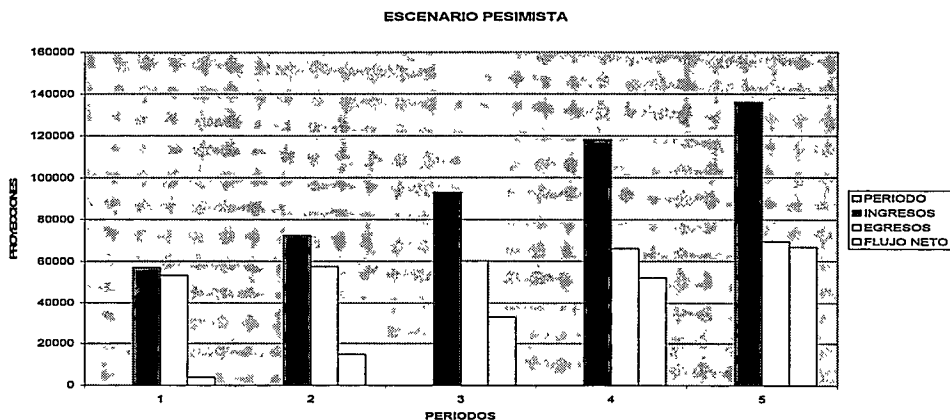 ESCENARIO PESIMISTA
160000
140000
120000
100000
80000
60000
40000
20000
0
PROYECCIONES
1 2 3 4 5
PERIODOS
PERIODO
INGRESOS
EGRESOS
FLUJO NETO